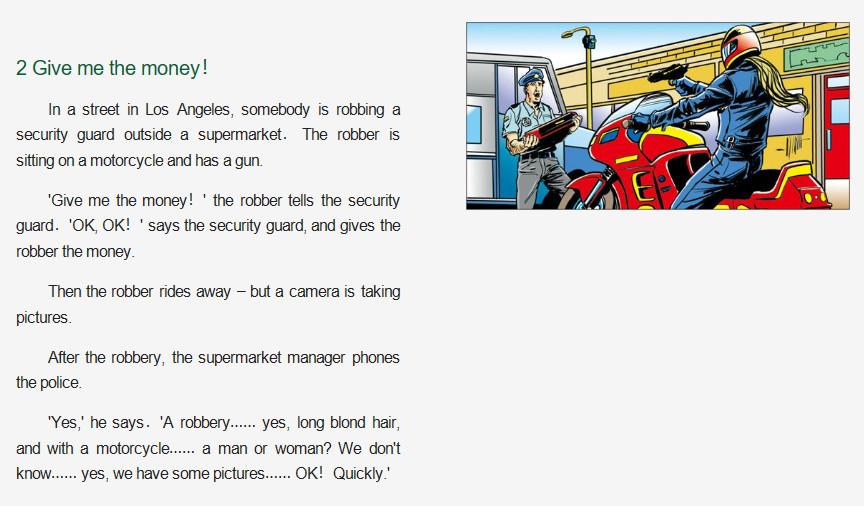 2 Give me the money!
In a street in Los Angeles, somebody is robbing a
security guard outside a supermarket. The robber is
sitting on a motorcycle and has a gun.
'Give me the money! ' the robber tells the security
guard. 'OK, OK! ' says the security guard, and gives the
robber the money.
Then the robber rides away – but a camera is taking
pictures.
After the robbery, the supermarket manager phones
the police.
'Yes,' he says. 'A robbery...... yes, long blond hair,
and with a motorcycle...... a man or woman? We don't
know...... yes, we have some pictures...... OK! Quickly.'